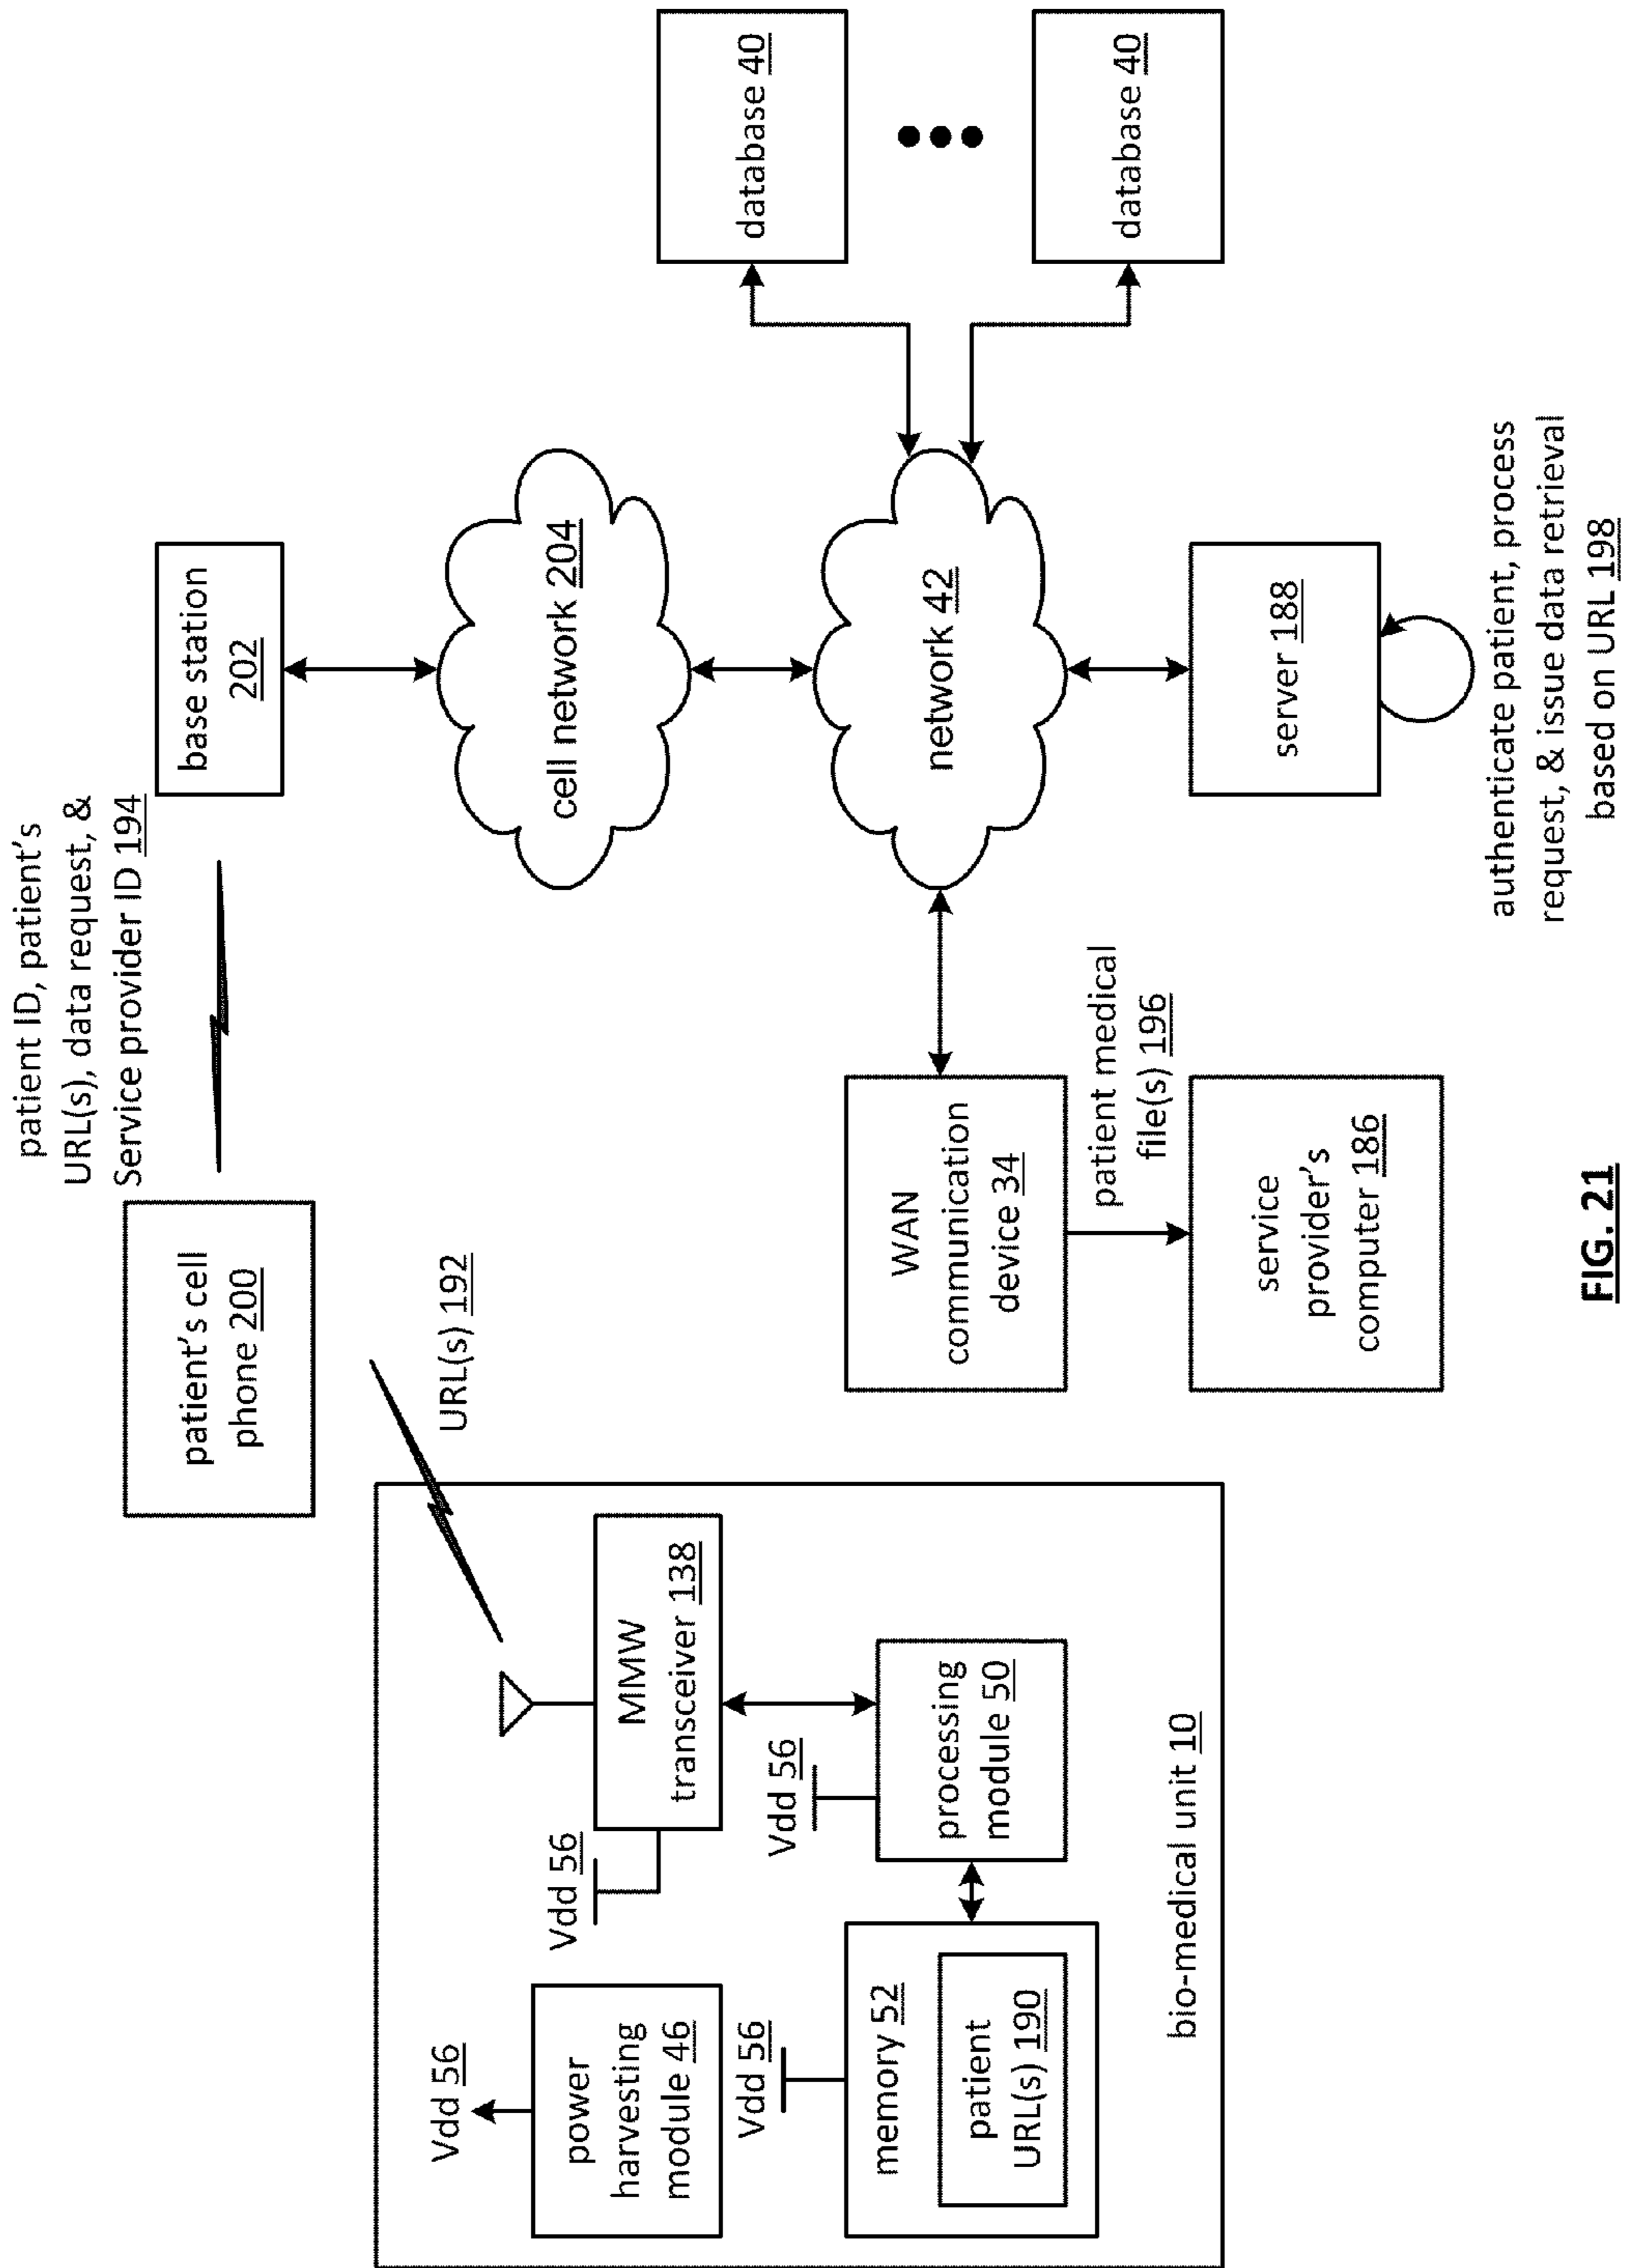 patient ID, patient's
URL(s), data request, &
Service provider ID 194
patient's cell
phone 200
base station
202
URL(s) 192
cell network 204
Vdd 56
power
harvesting
module 46
Vdd 56
MMW
transceiver 138
Vdd 56
memory 52
patient
URL(s) 190
Vdd 56
processing
module 50
bio-medical unit 10
WAN
communication
device 34
patient medical
file(s) 196
service
provider's
computer 186
network 42
database 40
database 40
server 188
authenticate patient, process
request, & issue data retrieval
based on URL 198
FIG. 21